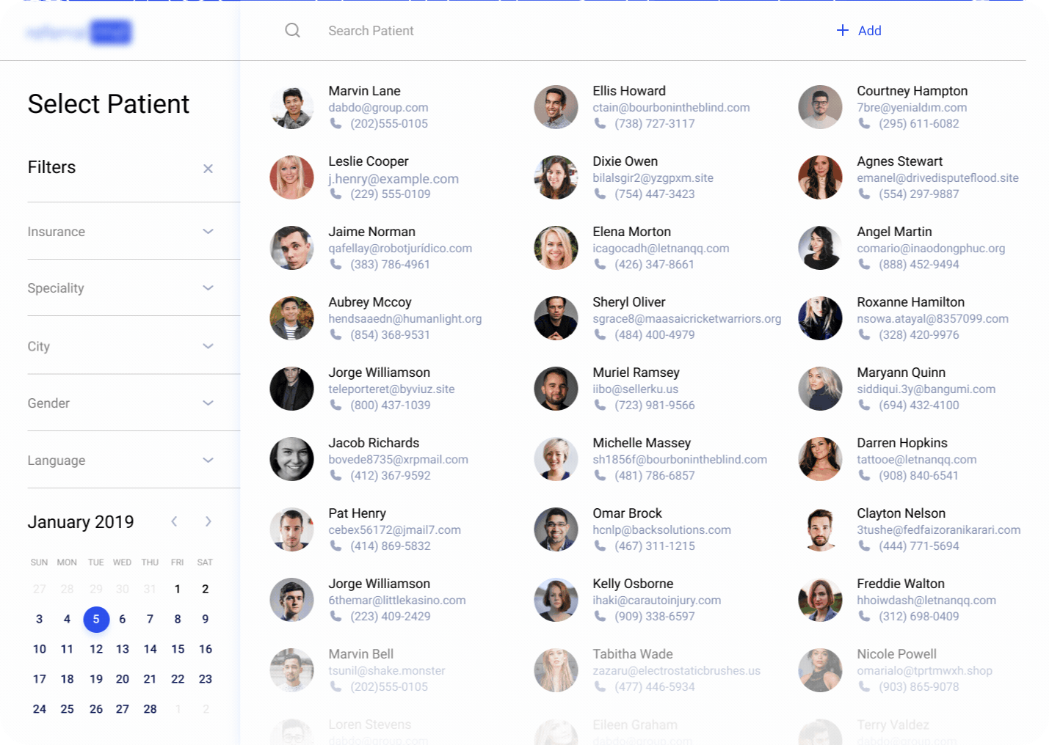 Search Patient
+ Add
Select Patient
Filters
Insurance
Speciality
City
Gender
Language
January 2019
SUN MON TUE WED THU FRI SAT
27 28 29 30 31 1 2
3 4 5 6 7 8 9
10 11 12 13 14 15 16
17 18 19 20 21 22 23
24 25 26 27 28 1 2
Marvin Lane
dabdo@group.com
(202)555-0105
Ellis Howard
ctain@bourbonintheblind.com
(738) 727-3117
Courtney Hampton
7bre@yenialdım.com
(295) 611-6082
Leslie Cooper
j.henry@example.com
(229) 555-0109
Dixie Owen
bilalsgir2@yzgpxm.site
(754) 447-3423
Agnes Stewart
emanel@drivedisputeflood.site
(554) 297-9887
Jaime Norman
qafellay@robotjurídico.com
(383) 786-4961
Elena Morton
icagocadh@letnanqq.com
(426) 347-8661
Angel Martin
comario@inaodongphuc.org
(888) 452-9494
Aubrey Mccoy
hendsaaedn@humanlight.org
(854) 368-9531
Sheryl Oliver
sgrace8@maasaicricketwarriors.org
(484) 400-4979
Roxanne Hamilton
nsowa.atayal@8357099.com
(328) 420-9976
Jorge Williamson
teleporteret@byviuz.site
(800) 437-1039
Muriel Ramsey
iibo@sellerku.us
(723) 981-9566
Maryann Quinn
siddiqui.3y@bangumi.com
(694) 432-4100
Jacob Richards
bovede8735@xrpmail.com
(412) 367-9592
Michelle Massey
sh1856f@bourbonintheblind.com
(481) 786-6857
Darren Hopkins
tattooe@letnanqq.com
(908) 840-6541
Pat Henry
cebex56172@jmail7.com
(414) 869-5832
Omar Brock
hcnlp@backsolutions.com
(467) 311-1215
Clayton Nelson
3tushe@fedfaizoranikarari.com
(444) 771-5694
Jorge Williamson
6themar@littlekasino.com
(223) 409-2429
Kelly Osborne
ihaki@carautoinjury.com
(909) 338-6597
Freddie Walton
hhoiwdash@letnanqq.com
(312) 698-0409
Marvin Bell
tsunil@shake.monster
(202)555-0105
Tabitha Wade
zazaru@electrostaticbrushes.us
(477) 446-5934
Nicole Powell
omarialo@tprtmwxh.shop
(903) 865-9078
Loren Stevens
Eileen Graham
Terry Valdez